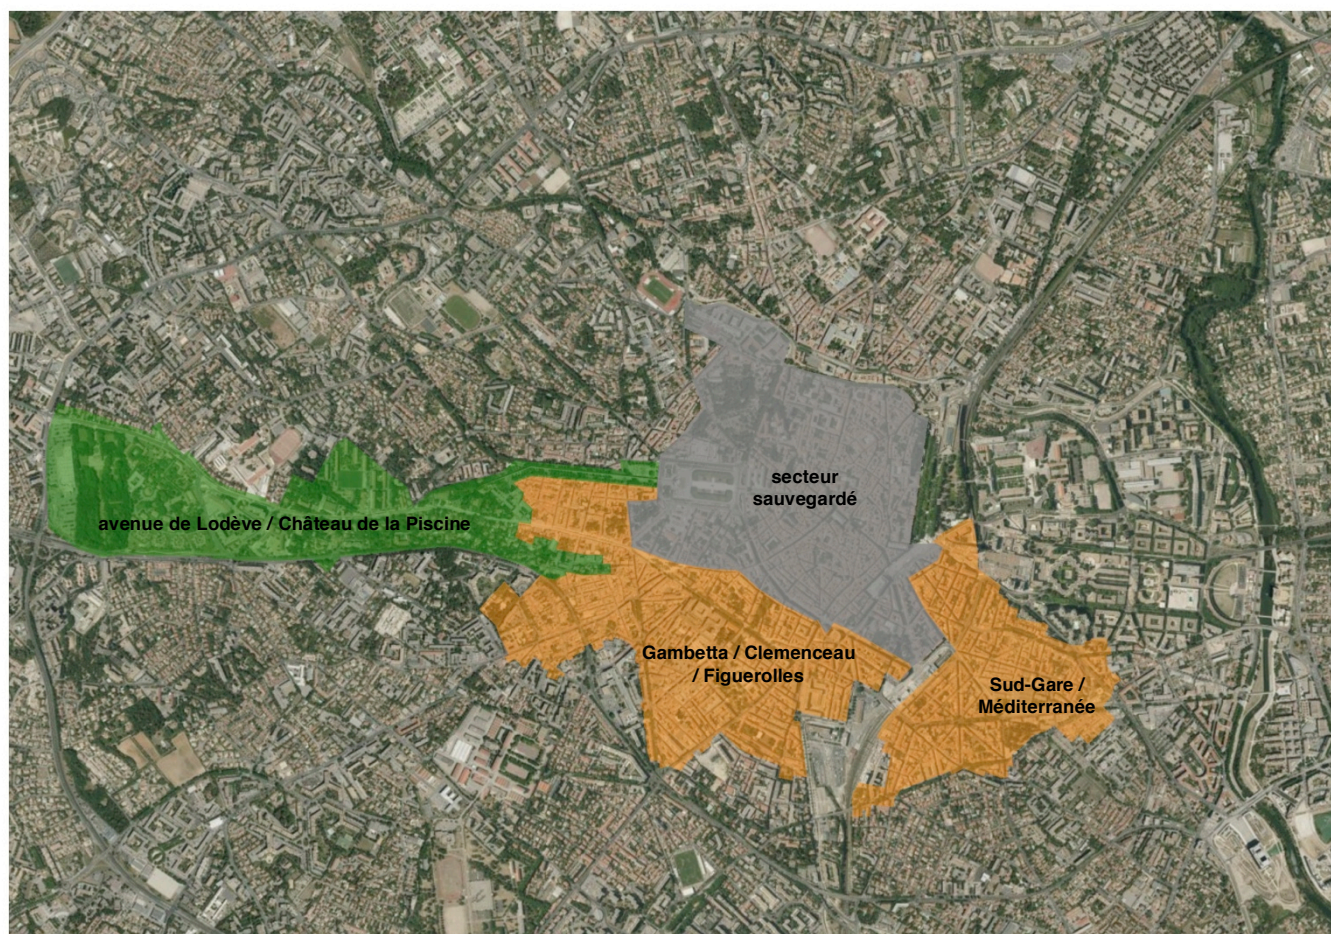 secteur
sauvegardé
avenue de Lodève / Château de la Piscine
Gambetta / Clemenceau
/ Figuerolles
Sud-Gare /
Méditerranée